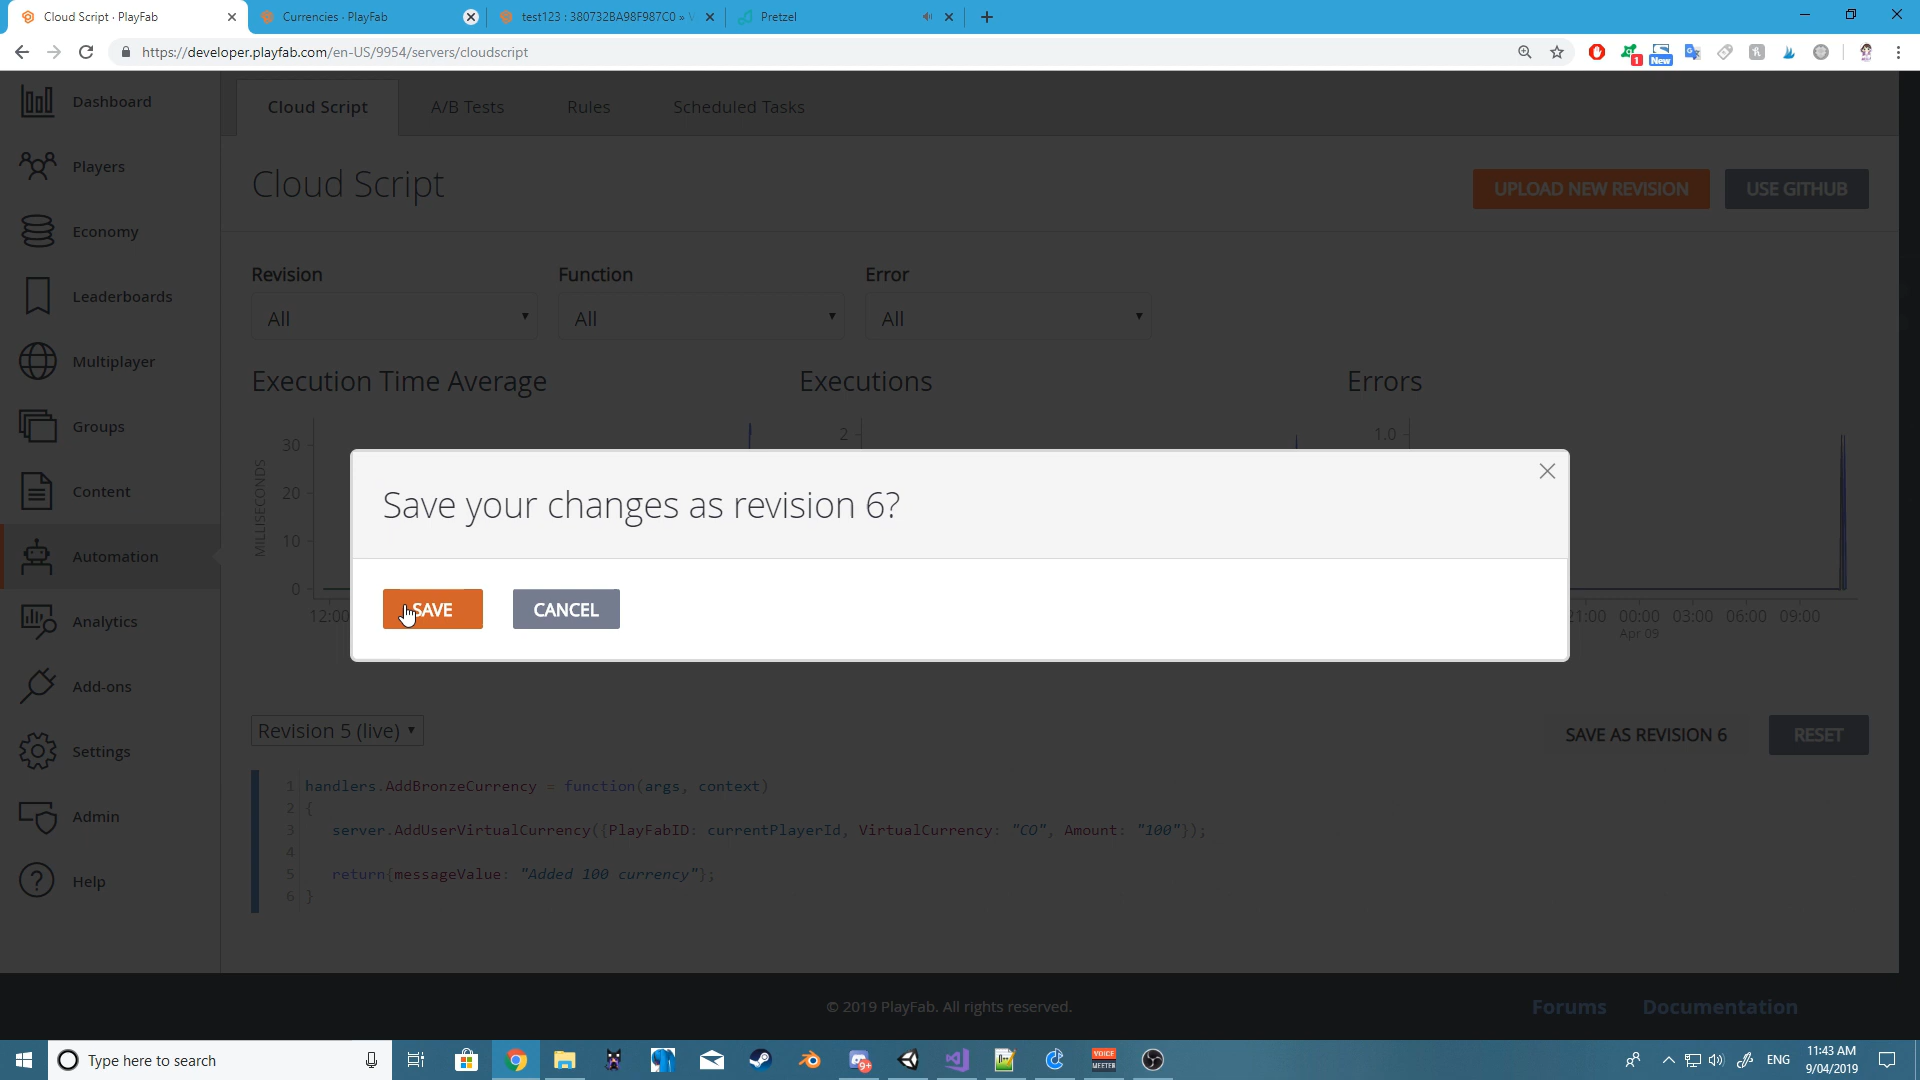 Cloud Script · PlayFab
Currencies · PlayFab
test123 : 380732BA98F987C0 »
Pretzel
https://developer.playfab.com/en-US/9954/servers/cloudscript
1
New
Dashboard
Players
Economy
Leaderboards
Multiplayer
Groups
Content
Automation
Analytics
Add-ons
Settings
Admin
Help
Cloud Script
A/B Tests
Rules
Scheduled Tasks
Cloud Script
UPLOAD NEW REVISION
USE GITHUB
Revision
Function
Error
All
All
All
Execution Time Average
Executions
Errors
MILLISECONDS
30
20
10
0
12:00
2
1.0
21:00 00:00 03:00 06:00 09:00
Apr 09
Save your changes as revision 6?
SAVE
CANCEL
Revision 5 (live)
SAVE AS REVISION 6
RESET
1 handlers.AddBronzeCurrency = function(args, context)
2 {
3 server.AddUserVirtualCurrency({PlayFabID: currentPlayerId, VirtualCurrency: "CO", Amount: "100"});
4
5 return{messageValue: "Added 100 currency"};
6 }
© 2019 PlayFab. All rights reserved.
Forums
Documentation
Type here to search
9+
VOICE
MEETER
ENG
11:43 AM
9/04/2019